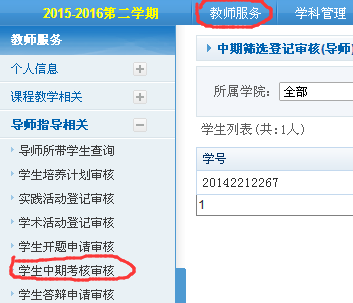 2015-2016第二学期
教师服务
学科管理
教师服务
个人信息
课程教学相关
导师指导相关
导师所带学生查询
学生培养计划审核
实践活动登记审核
学术活动登记审核
学生开题申请审核
学生中期考核审核
学生答辩申请审核
中期筛选登记审核(导师)
所属学院:
全部
学生列表(共:1人)
学号
20142212267
1